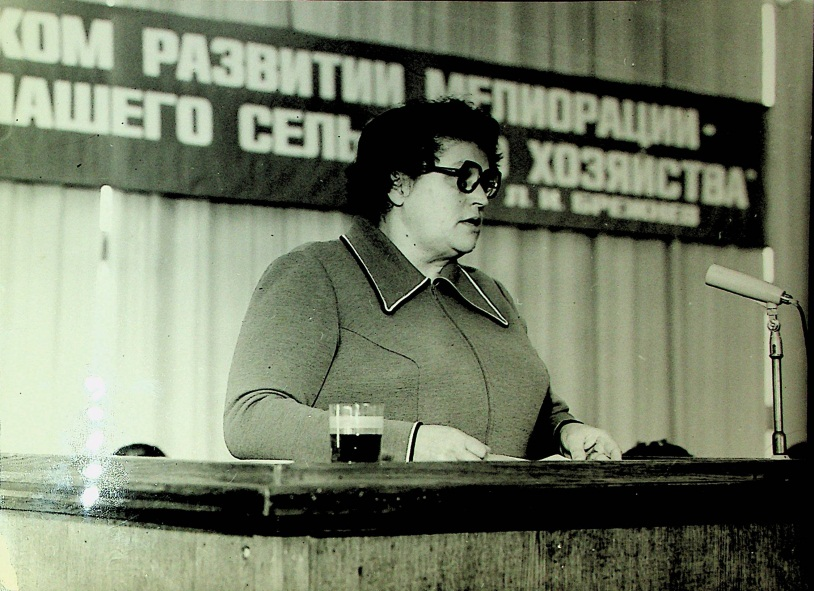 КОМ РАЗВИТИИ МЕЛИОРАЦИИ-
НАШЕГО СЕЛЬ О ХОЗЯЙСТВА"
Л. И. БРЕЖНЕВ